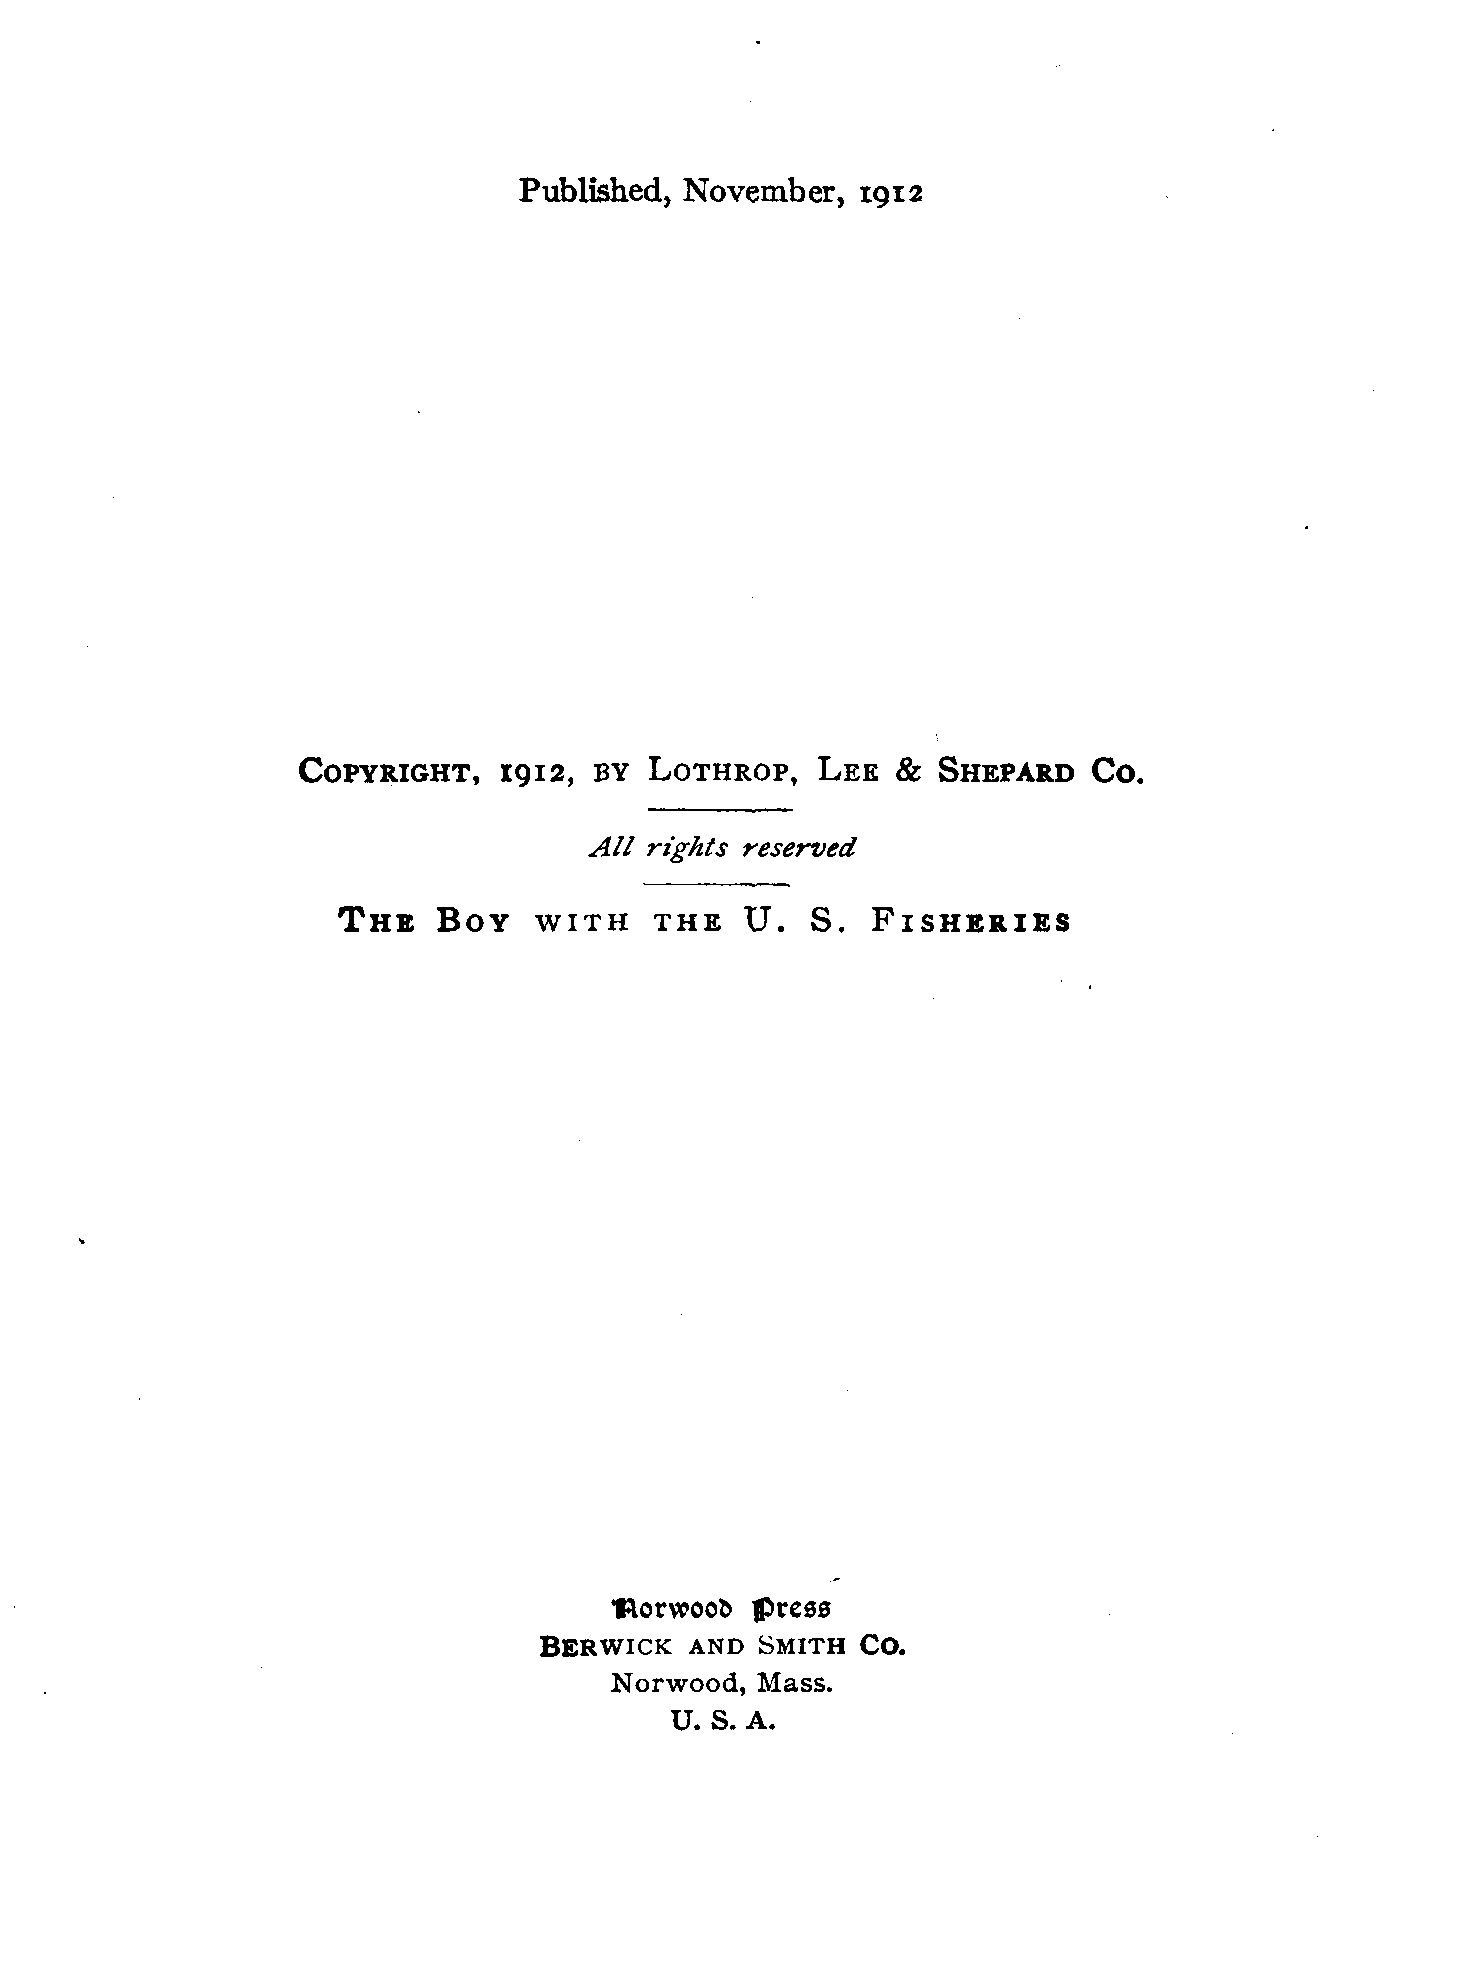 Published, November, 1912
Copyright, 1912, by Lothrop, Lee & Shepard Co.
All rights reserved
The Boy with the U. S. Fisheries
Norwood Press
Berwick and Smith Co.
Norwood, Mass.
U. S. A.